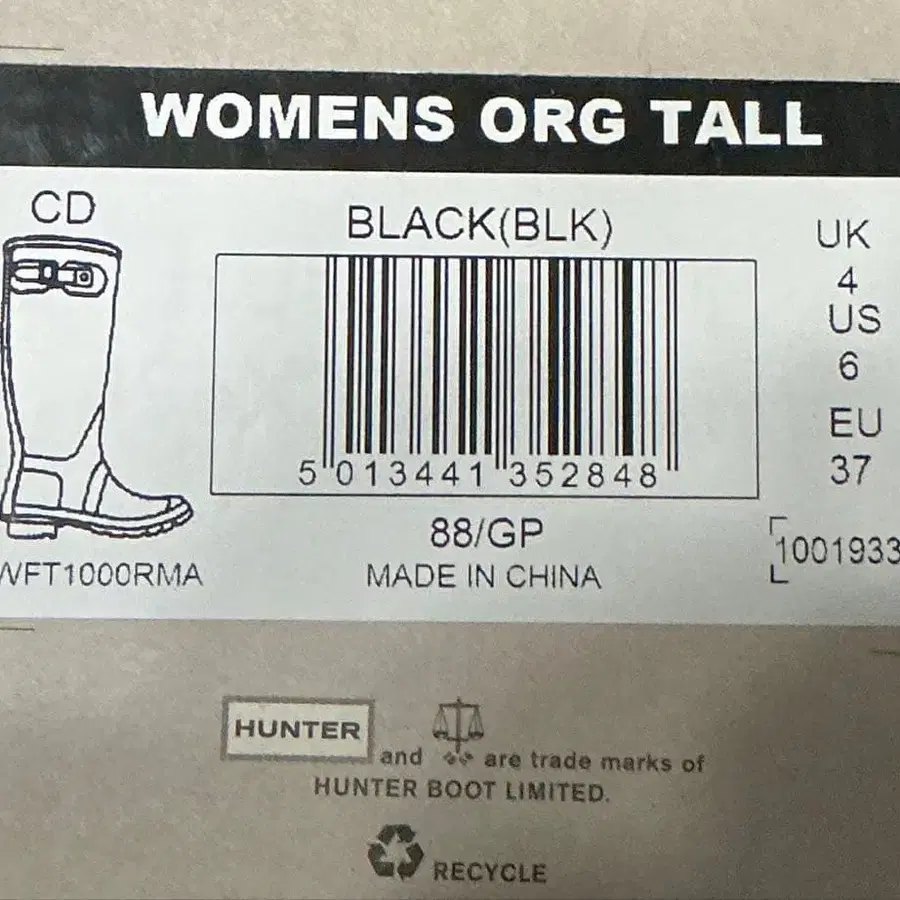 WOMENS ORG TALL
CD
BLACK(BLK)
UK
4
US
6
EU
37
5 013441 352848
WFT1000RMA
88/GP
MADE IN CHINA
1001933
HUNTER and are trade marks of
HUNTER BOOT LIMITED.
RECYCLE